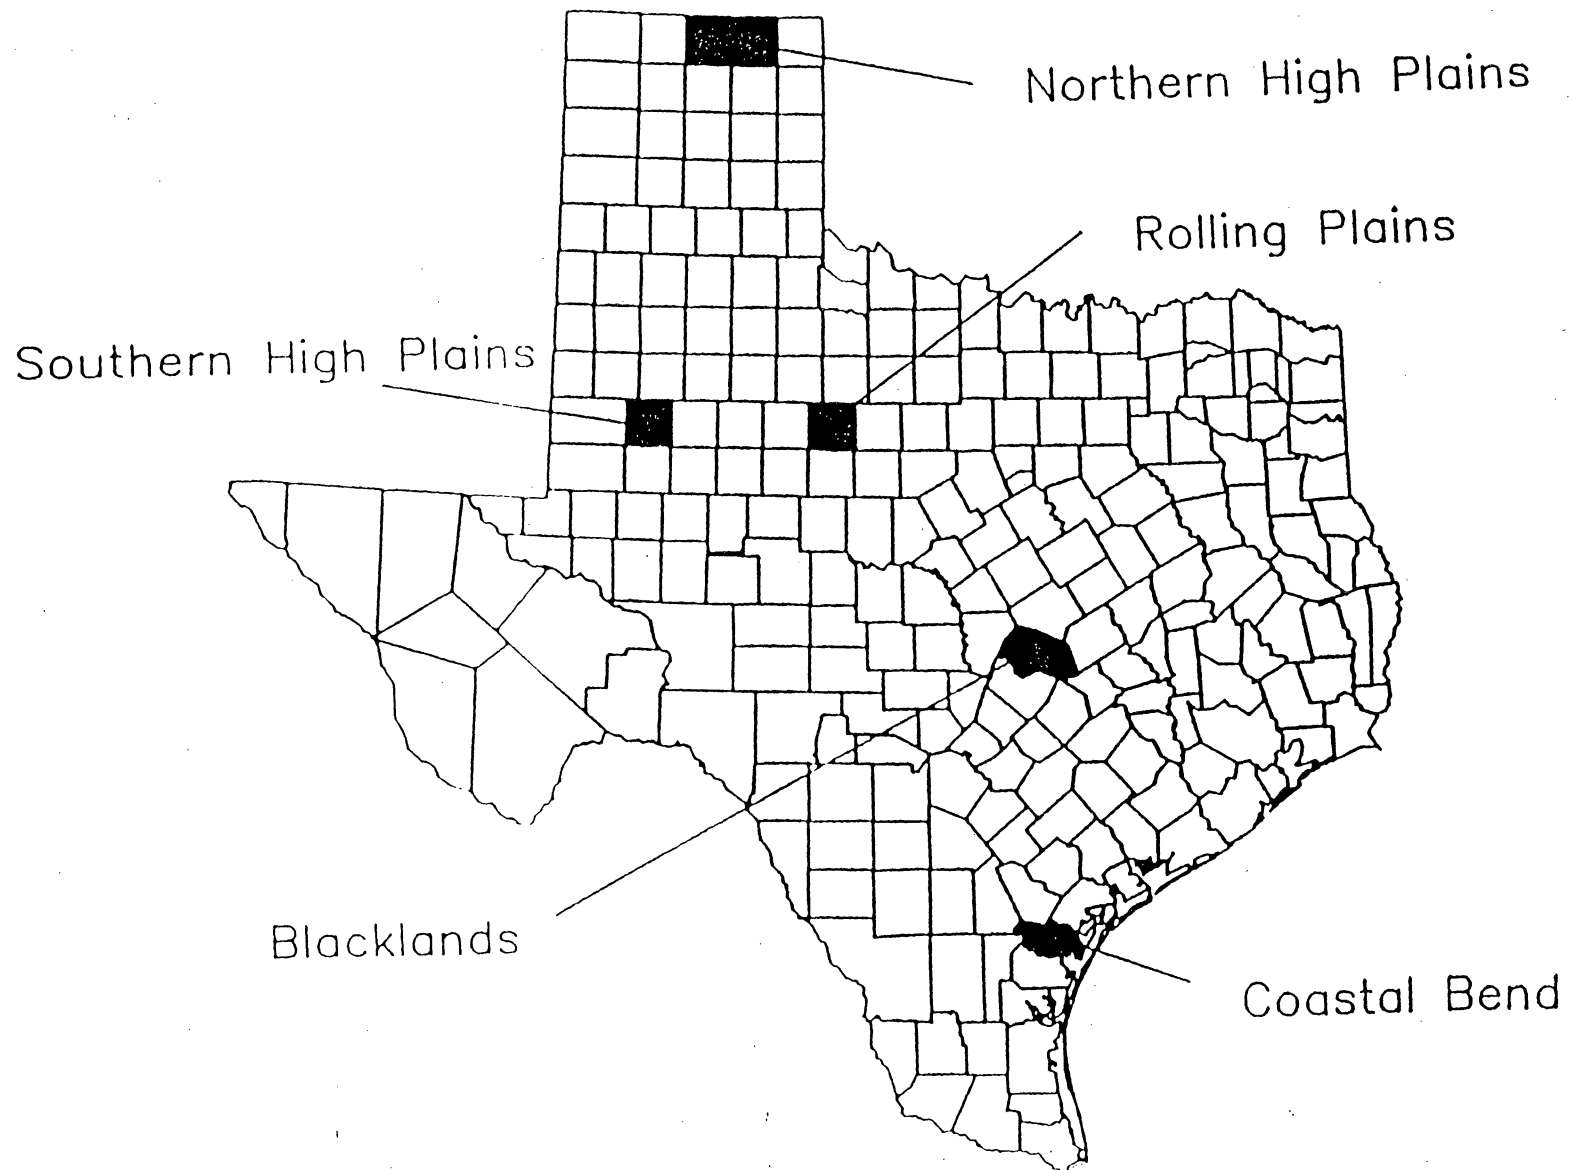 Northern High Plains
Rolling Plains
Southern High Plains
Blacklands
Coastal Bend